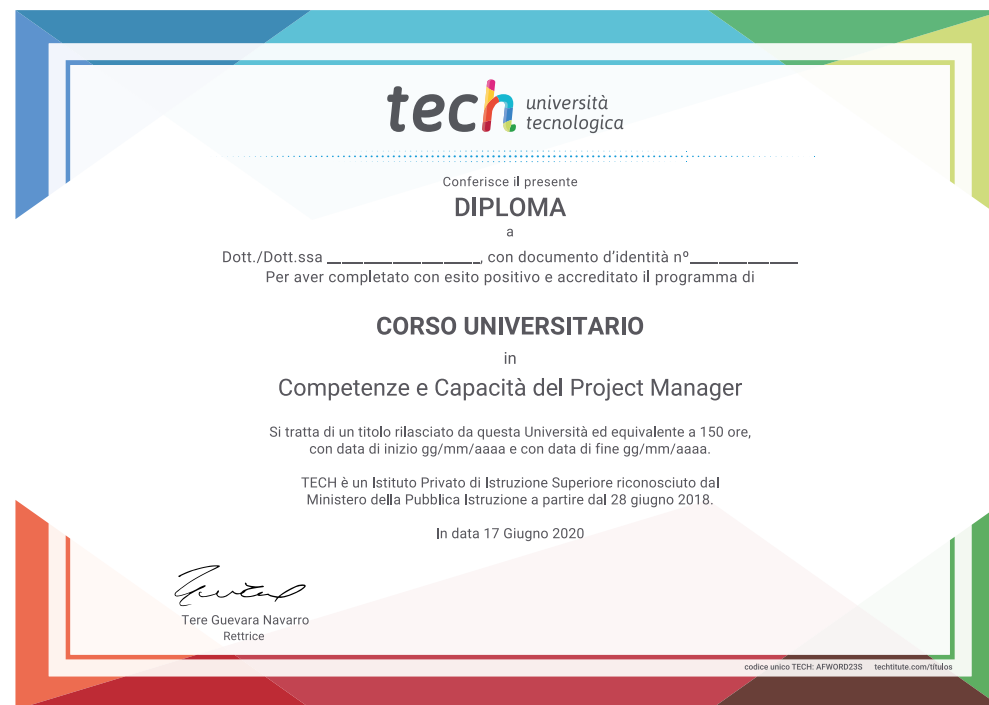 tech università
tecnologica
Conferisce il presente
DIPLOMA
a
Dott./Dott.ssa ____________________, con documento d'identità nº______________
Per aver completato con esito positivo e accreditato il programma di
CORSO UNIVERSITARIO
in
Competenze e Capacità del Project Manager
Si tratta di un titolo rilasciato da questa Università ed equivalente a 150 ore,
con data di inizio gg/mm/aaaa e con data di fine gg/mm/aaaa.
TECH è un Istituto Privato di Istruzione Superiore riconosciuto dal
Ministero della Pubblica Istruzione a partire dal 28 giugno 2018.
In data 17 Giugno 2020
Tere Guevara Navarro
Rettrice
codice unico TECH: AFWORD23S techtitute.com/titulos